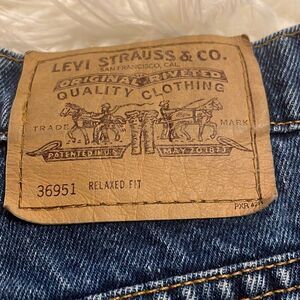 LEVI STRAUSS & CO.
SAN FRANCISCO, CAL.
ORIGINAL RIVETED
QUALITY CLOTHING
TRADE MARK
PATENTED IN U.S. MAY 20 1873
36951 RELAXED FIT